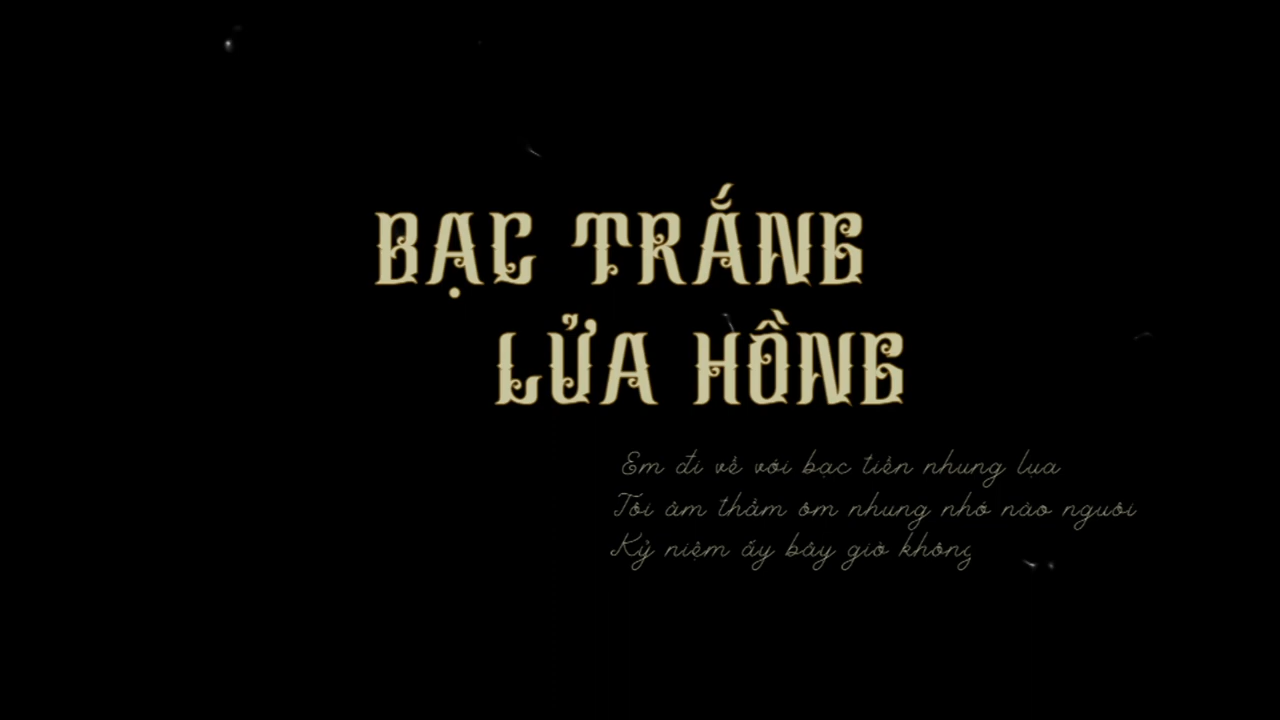 BẠC TRẮNG
LỬA HỒNG
Em đi về với bạc tiền nhung lụa
Tôi âm thầm ôm nhung nhớ nào nguôi
Kỷ niệm ấy bây giờ không